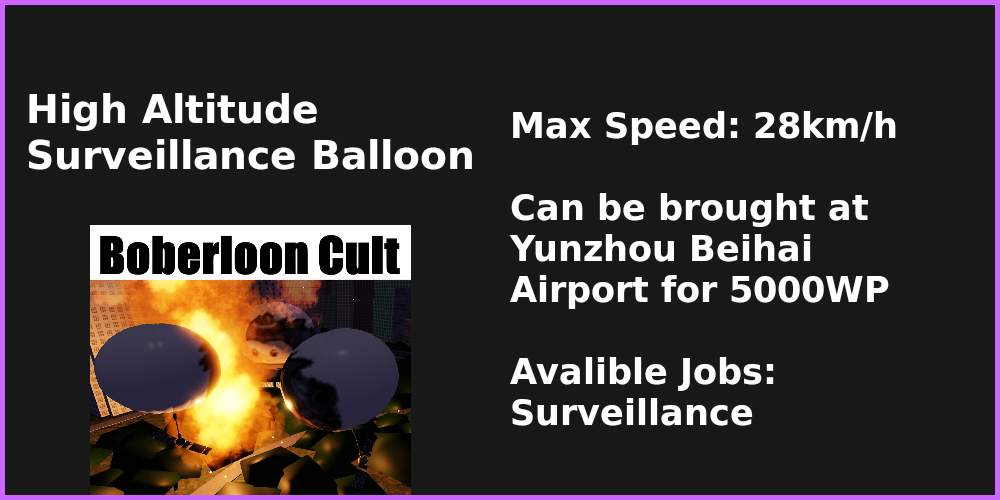 High Altitude
Surveillance Balloon
Boberloon Cult
Max Speed: 28km/h
Can be brought at
Yunzhou Beihai
Airport for 5000WP
Avalible Jobs:
Surveillance